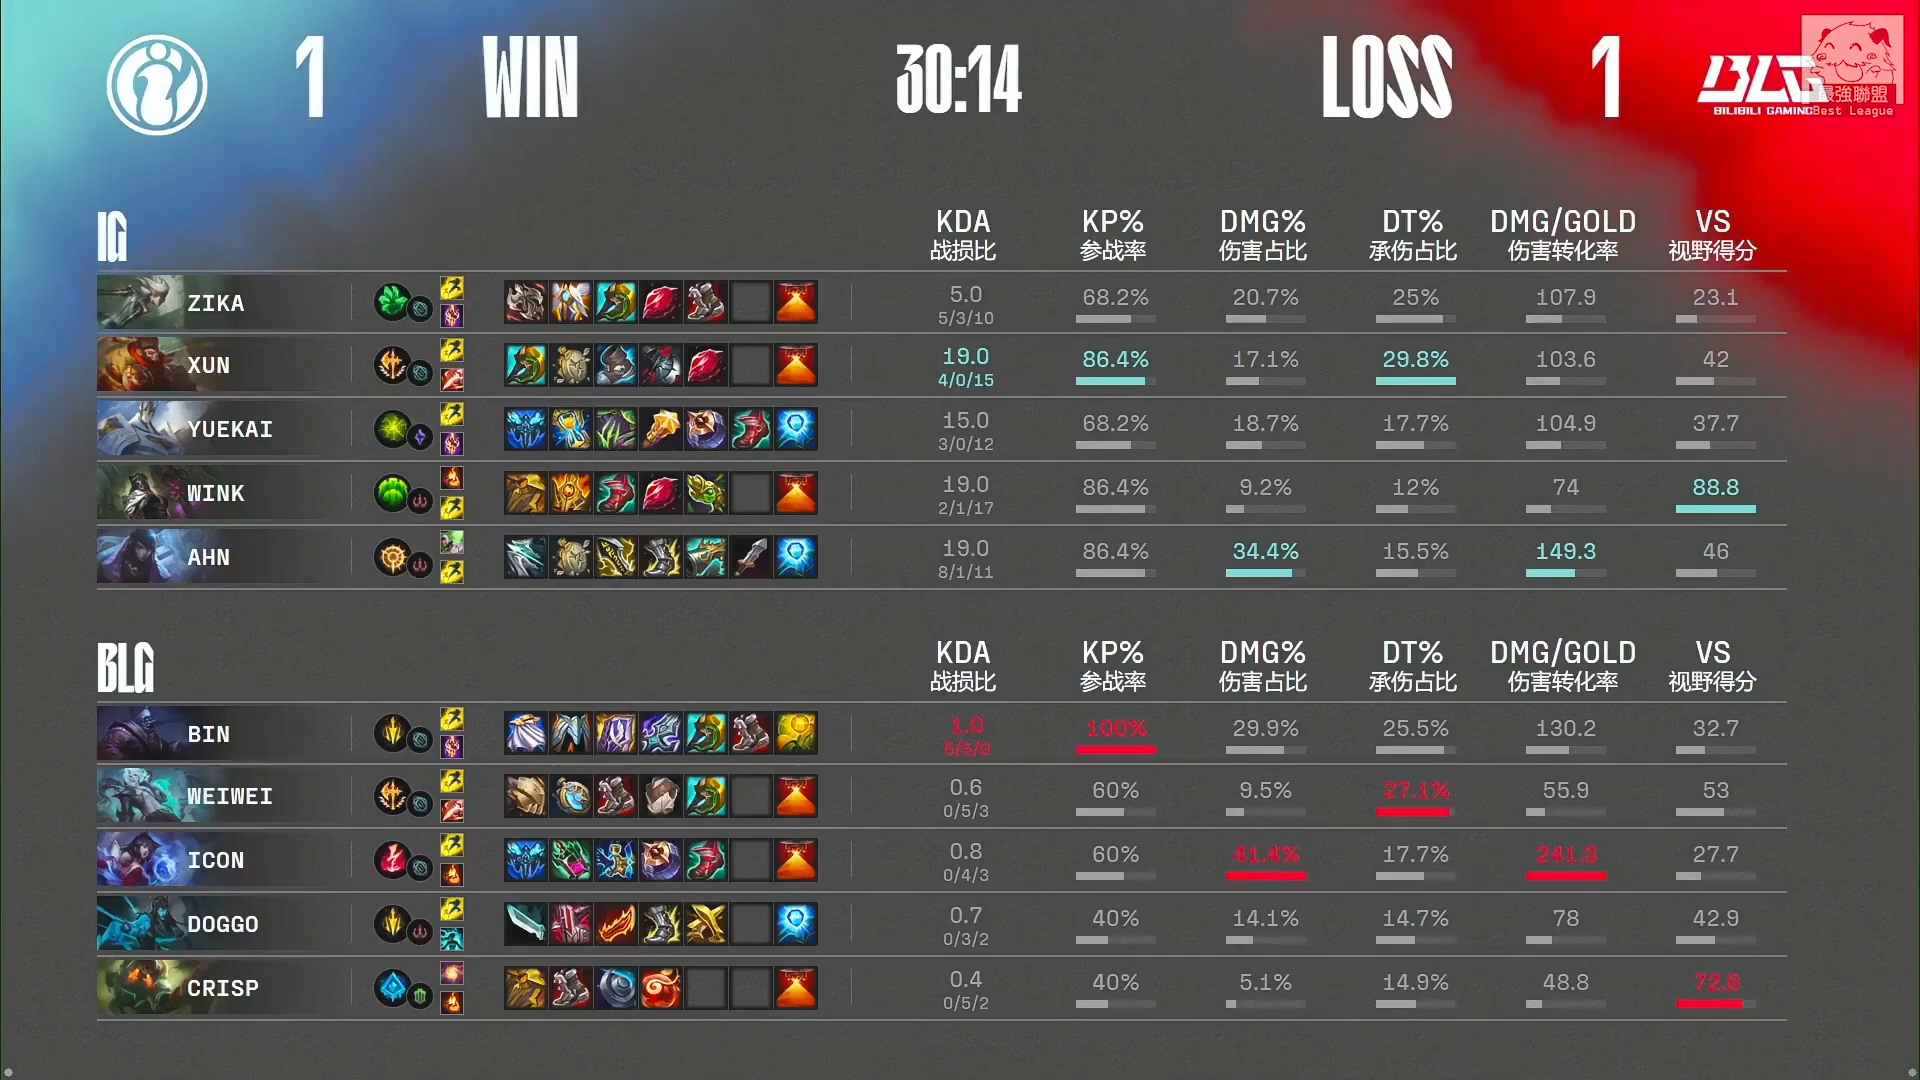 1 WIN 30:14 LOSS 1
BLG
BILIBILI GAMING
最強聯盟
Best League
IG
KDA KP% DMG% DT% DMG/GOLD VS
战损比 参战率 伤害占比 承伤占比 伤害转化率 视野得分
ZIKA 5.0 68.2% 20.7% 25% 107.9 23.1
5/3/10
XUN 19.0 86.4% 17.1% 29.8% 103.6 42
4/0/15
YUEKAI 15.0 68.2% 18.7% 17.7% 104.9 37.7
3/0/12
WINK 19.0 86.4% 9.2% 12% 74 88.8
2/1/17
AHN 19.0 86.4% 34.4% 15.5% 149.3 46
8/1/11
BLG
KDA KP% DMG% DT% DMG/GOLD VS
战损比 参战率 伤害占比 承伤占比 伤害转化率 视野得分
BIN 1.0 100% 29.9% 25.5% 130.2 32.7
5/5/0
WEIWEI 0.6 60% 9.5% 27.1% 55.9 53
0/5/3
ICON 0.8 60% 41.4% 17.7% 241.3 27.7
0/4/3
DOGGO 0.7 40% 14.1% 14.7% 78 42.9
0/3/2
CRISP 0.4 40% 5.1% 14.9% 48.8 72.8
0/5/2